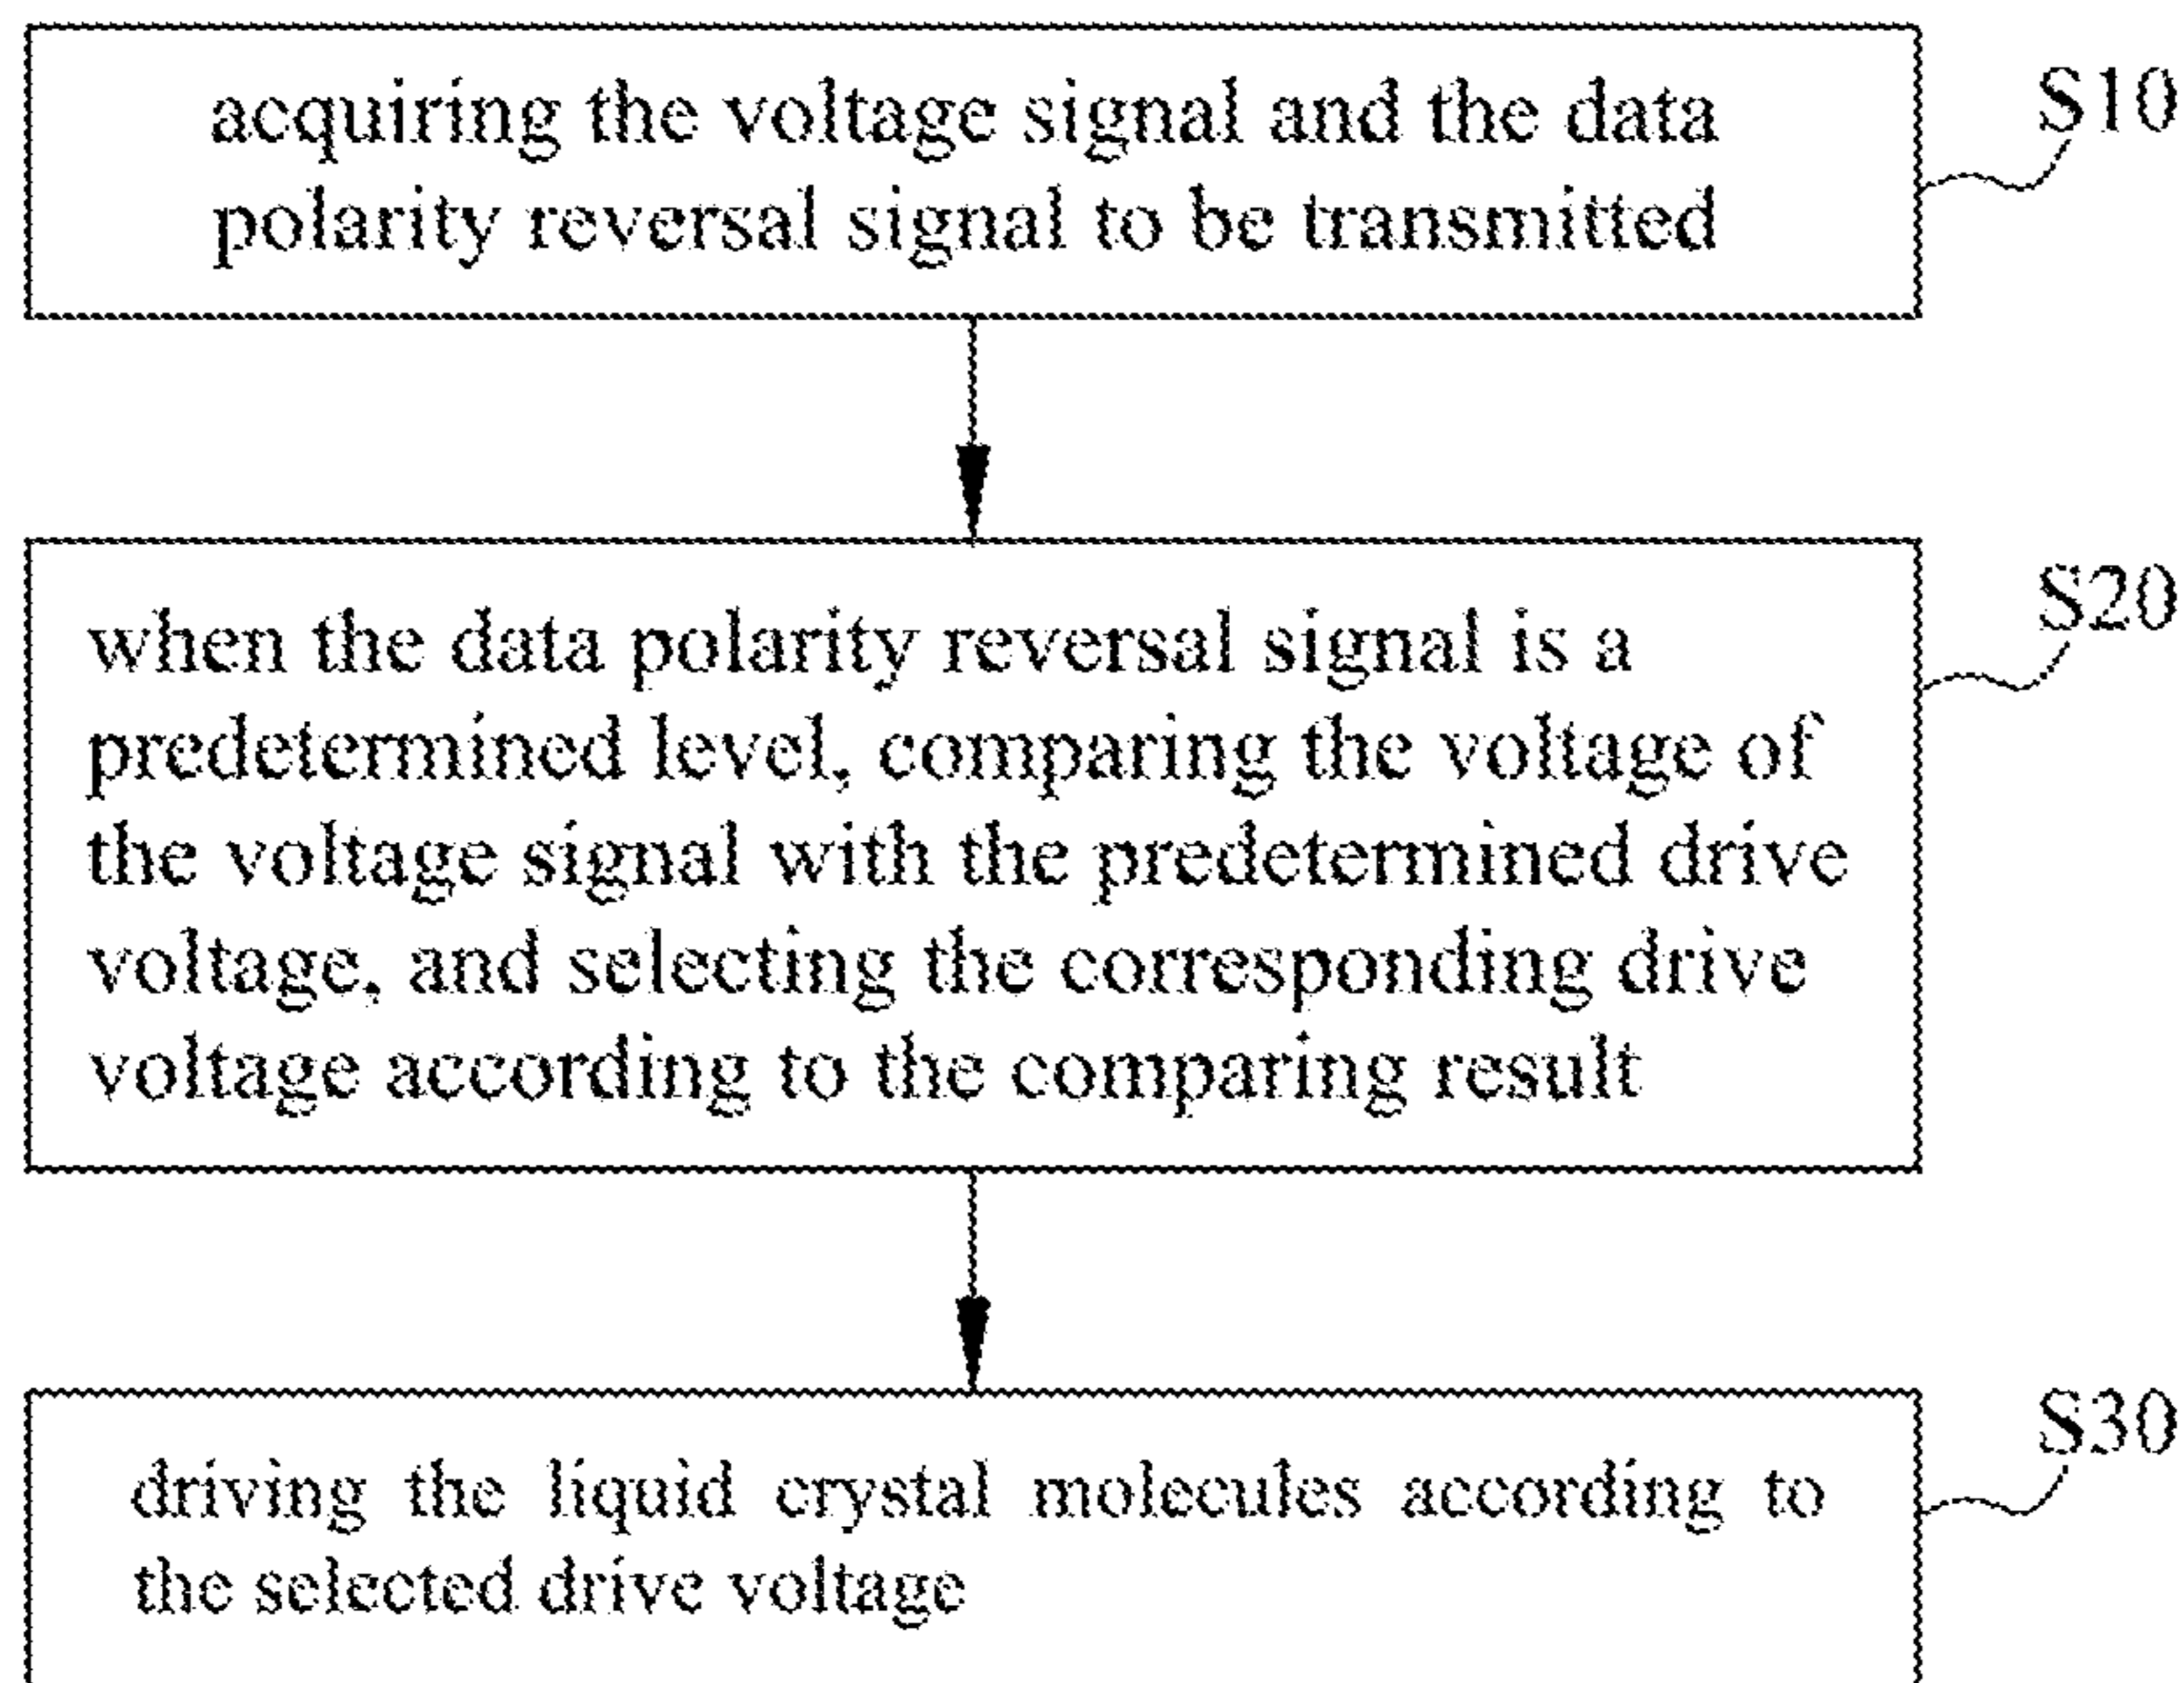 acquiring the voltage signal and the data
polarity reversal signal to be transmitted
S10
when the data polarity reversal signal is a
predetermined level, comparing the voltage of
the voltage signal with the predetermined drive
voltage, and selecting the corresponding drive
voltage according to the comparing result
S20
driving the liquid crystal molecules according to
the selected drive voltage
S30